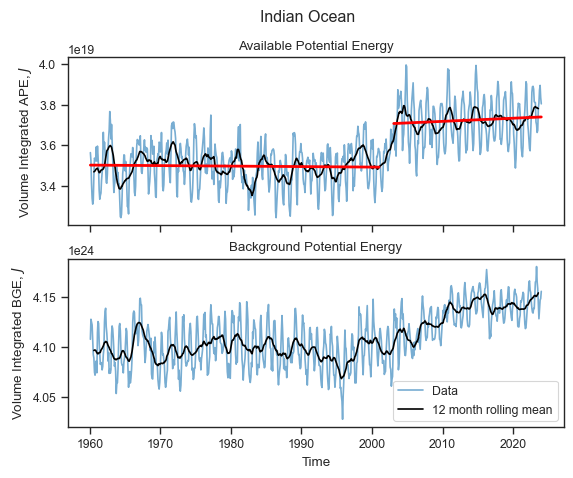 Indian Ocean
Available Potential Energy
1e19
Volume Integrated APE, J
4.0
3.8
3.6
3.4
Background Potential Energy
1e24
Volume Integrated BGE, J
4.15
4.10
4.05
Data
12 month rolling mean
1960 1970 1980 1990 2000 2010 2020
Time